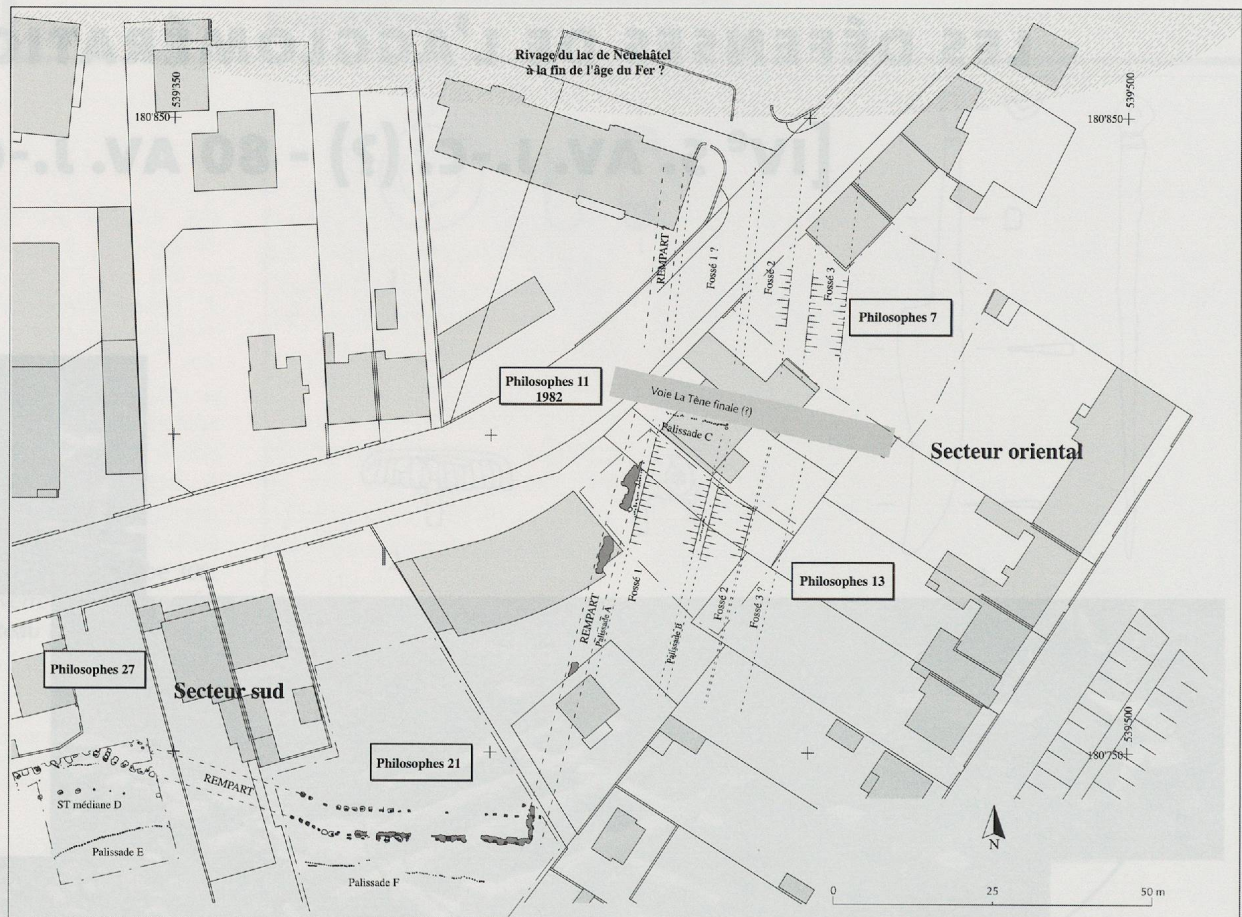 Rivage du lac de Neuchâtel
à la fin de l'âge du Fer ?
539'350
180'850
539'500
180'850
REMPART ?
Fossé 1 ?
Fossé 2
Fossé 3
Philosophes 7
Philosophes 11
1982
Voie La Tène finale (?)
Palissade C
Secteur oriental
Philosophes 13
REMPART
Palissade A
Fossé 1
Palissade B
Fossé 2
Fossé 3 ?
Philosophes 27
Secteur sud
Philosophes 21
REMPART
ST médiane D
Palissade E
Palissade F
539'500
180'750
N
0
25
50 m